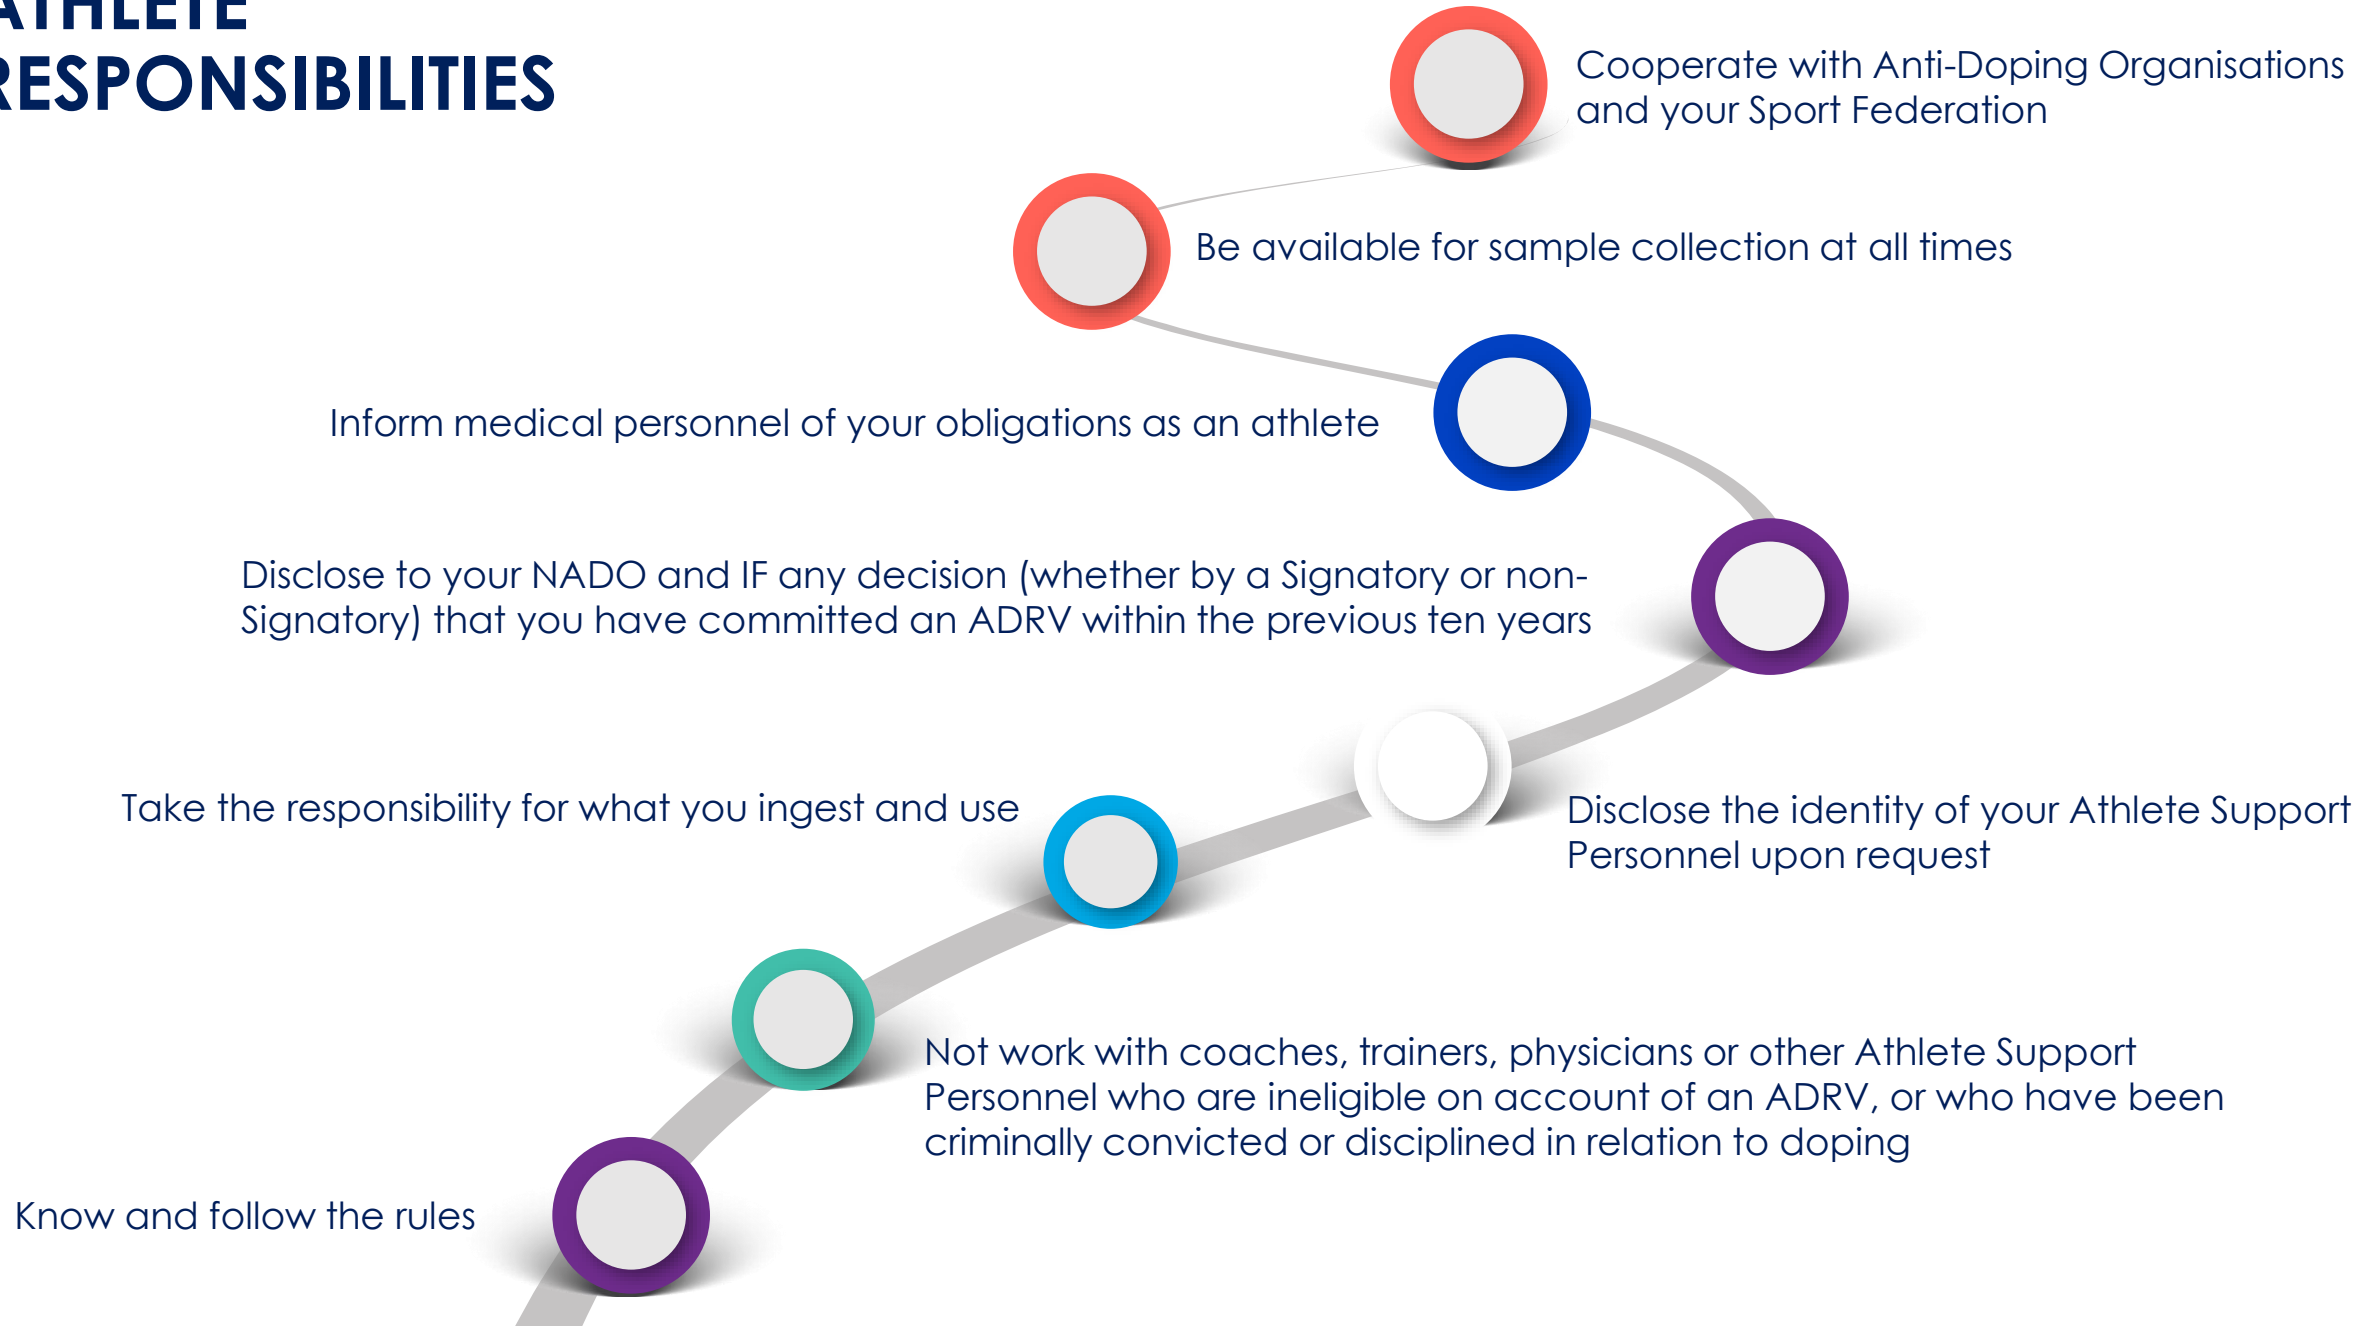 ATHLETE
RESPONSIBILITIES
Cooperate with Anti-Doping Organisations
and your Sport Federation
Be available for sample collection at all times
Inform medical personnel of your obligations as an athlete
Disclose to your NADO and IF any decision (whether by a Signatory or non-
Signatory) that you have committed an ADRV within the previous ten years
Take the responsibility for what you ingest and use
Disclose the identity of your Athlete Support
Personnel upon request
Not work with coaches, trainers, physicians or other Athlete Support
Personnel who are ineligible on account of an ADRV, or who have been
criminally convicted or disciplined in relation to doping
Know and follow the rules